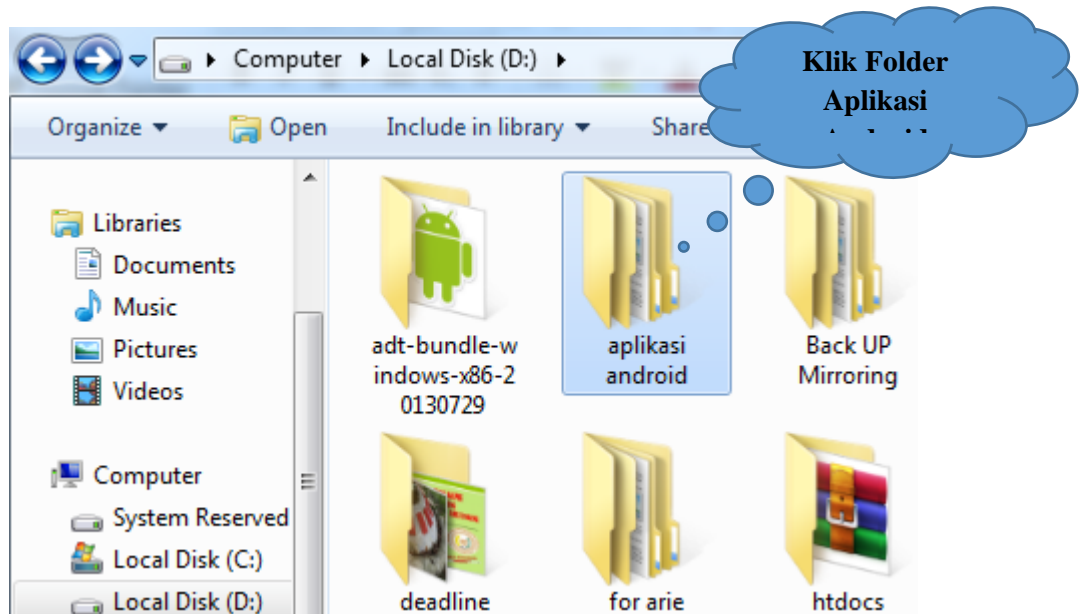 Computer Local Disk (D:)
Klik Folder
Aplikasi
Organize Open Include in library Share
Libraries
Documents
Music
Pictures
Videos
Computer
System Reserved
Local Disk (C:)
Local Disk (D:)
adt-bundle-w
indows-x86-2
0130729
aplikasi
android
Back UP
Mirroring
deadline
for arie
htdocs